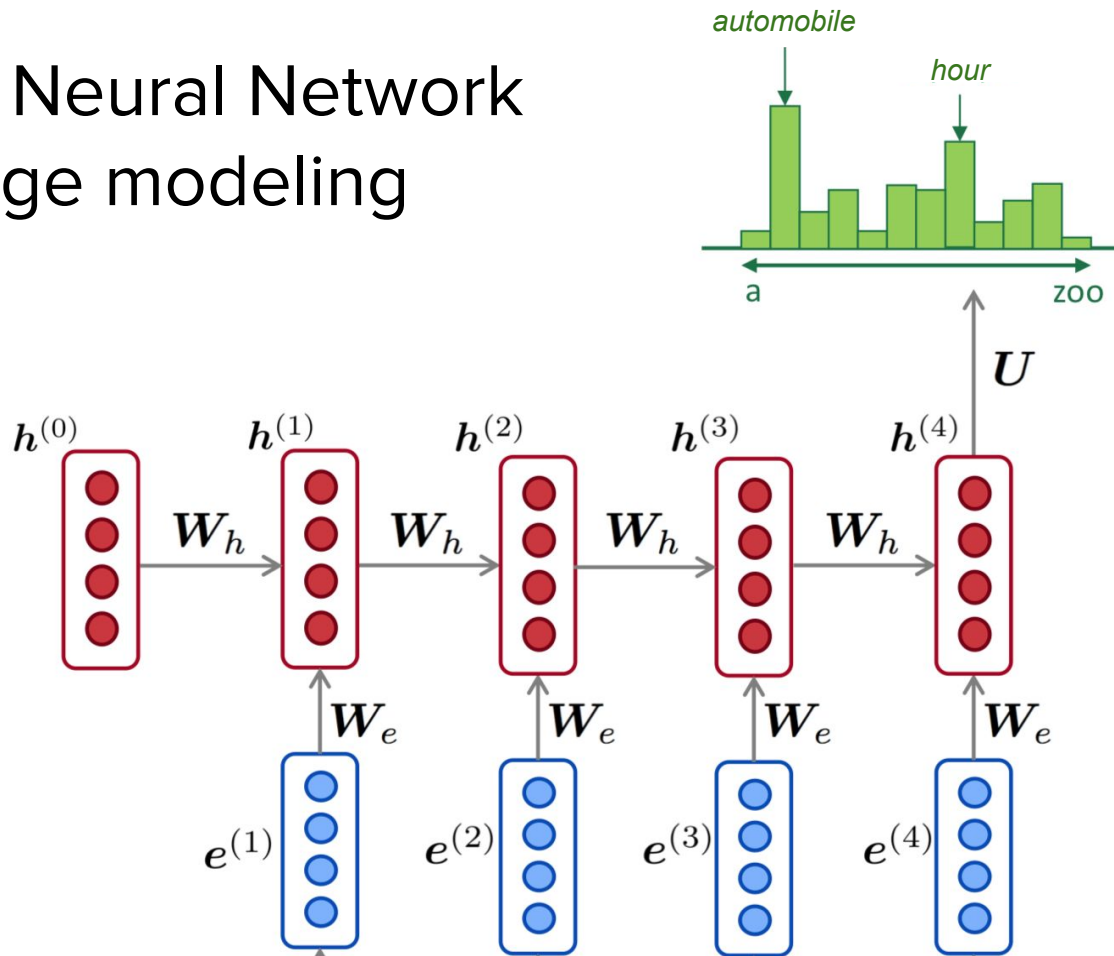 Neural Network
ge modeling
automobile
hour
a zoo
U
h(0) h(1) h(2) h(3) h(4)
Wh Wh Wh Wh
We We We We
e(1) e(2) e(3) e(4)